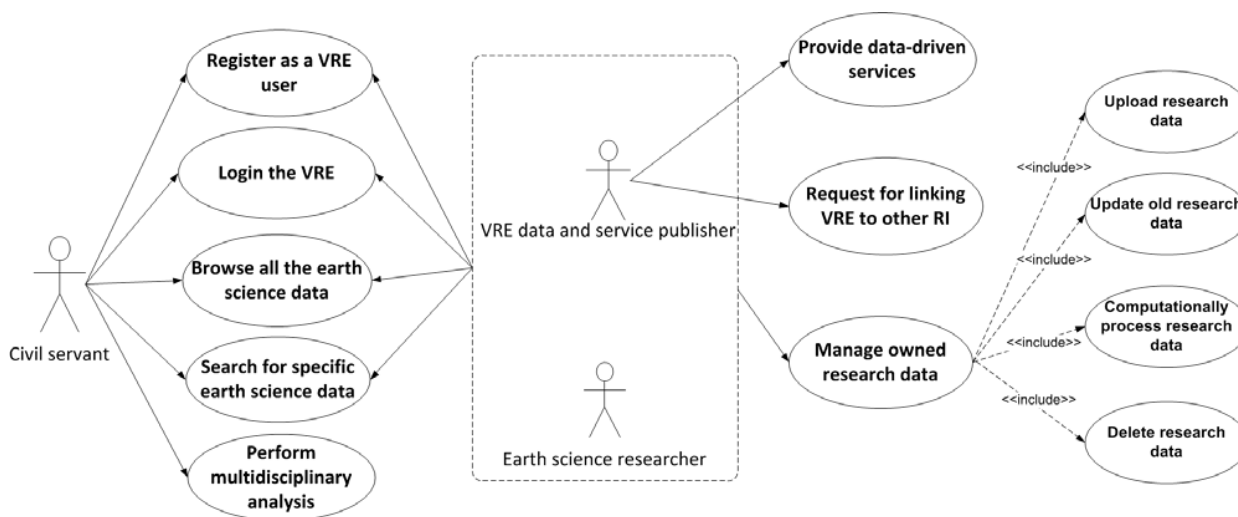 Register as a VRE
user
Login the VRE
Browse all the earth
science data
Search for specific
earth science data
Perform
multidisciplinary
analysis
Civil servant
VRE data and service publisher
Earth science researcher
Provide data-driven
services
Request for linking
VRE to other RI
Manage owned
research data
<<include>>
<<include>>
<<include>>
<<include>>
Upload research
data
Update old research
data
Computationally
process research
data
Delete research
data